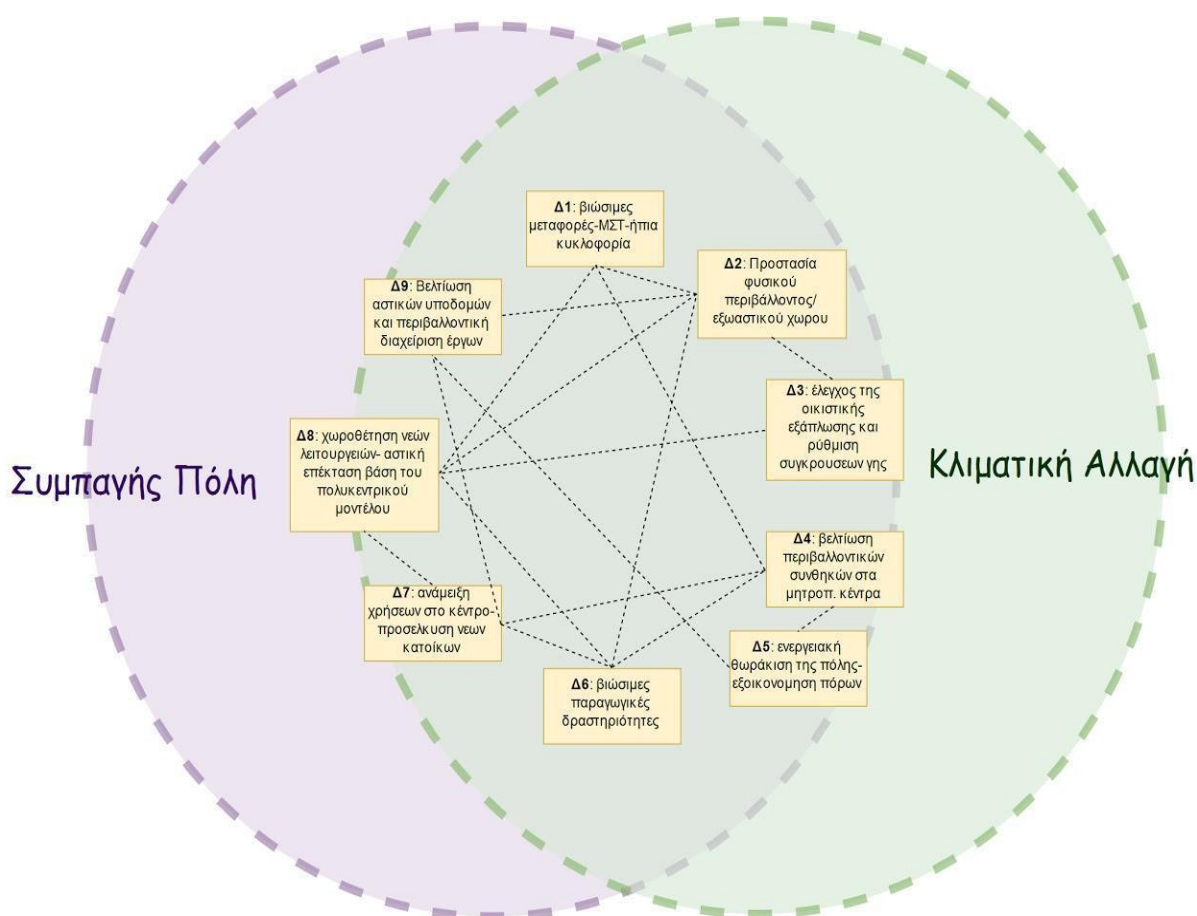 Δ1: βιώσιμες
μεταφορές-ΜΣΤ-ήπια
κυκλοφορία
Δ2: Προστασία
φυσικού
περιβάλλοντος/
εξωαστικού χωρου
Δ9: Βελτίωση
αστικών υποδομών
και περιβαλλοντική
διαχείριση έργων
Δ3: έλεγχος της
οικιστικής
εξάπλωσης και
ρύθμιση
συγκρουσεων γης
Δ8: χωροθέτηση νεών
λειτουργειών- αστική
επέκταση βάση του
πολυκεντρικού
μοντέλου
Συμπαγής Πόλη
Κλιματική Αλλαγή
Δ4: βελτίωση
περιβαλλοντικών
συνθηκών στα
μητροπ. κέντρα
Δ7: ανάμειξη
χρήσεων στο κέντρο-
προσελκυση νεων
κατοίκων
Δ5: ενεργειακή
θωράκιση της πόλης-
εξοικονομηση πόρων
Δ6: βιώσιμες
παραγωγικές
δραστηριότητες